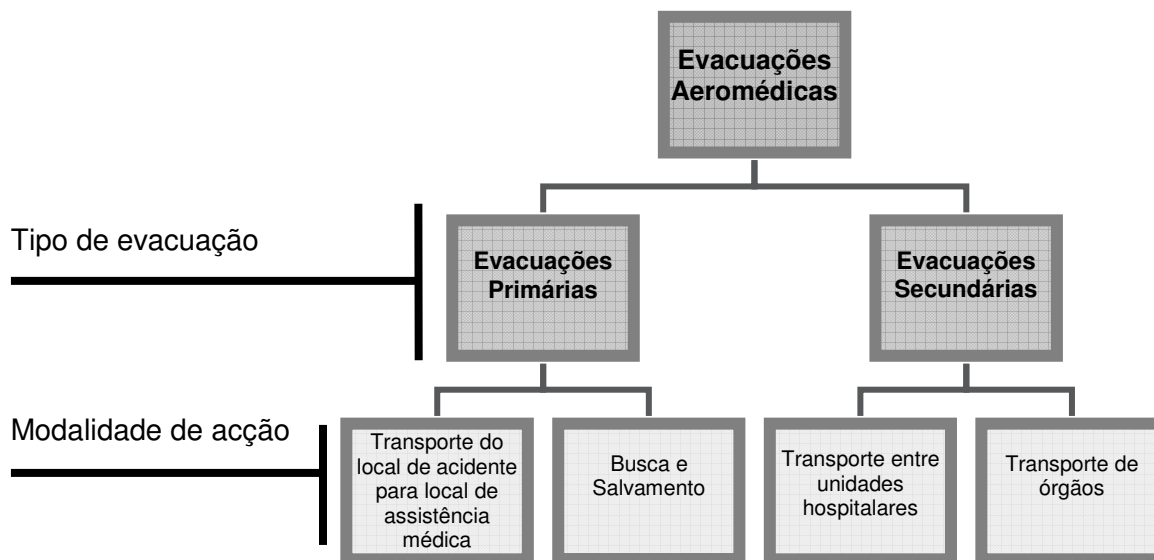 Evacuações
Aeromédicas
Tipo de evacuação
Evacuações
Primárias
Evacuações
Secundárias
Modalidade de acção
Transporte do
local de acidente
para local de
assistência
médica
Busca e
Salvamento
Transporte entre
unidades
hospitalares
Transporte de
órgãos